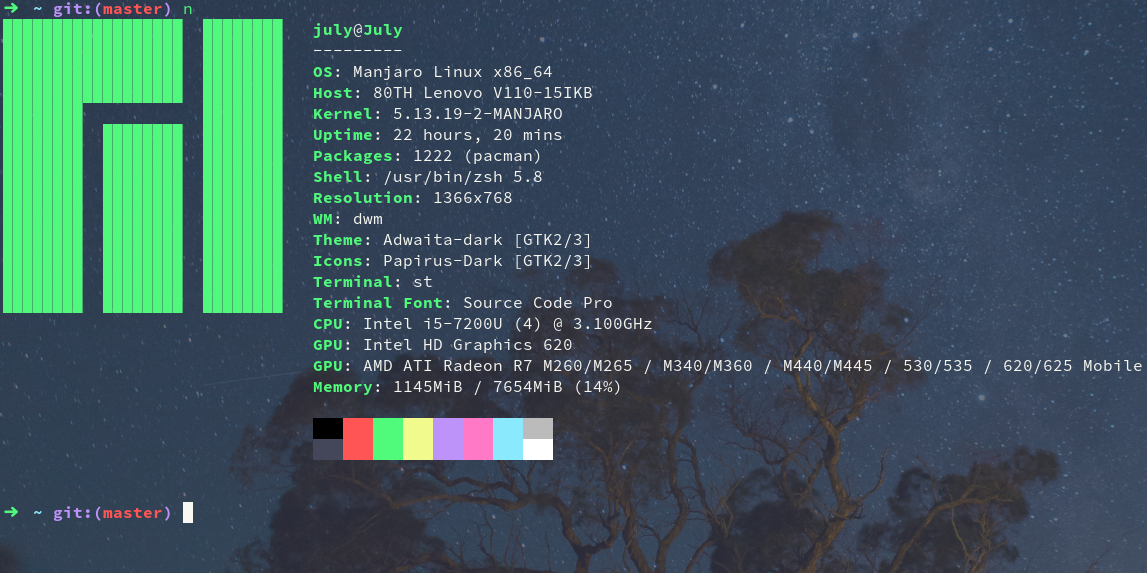 ➜ ~ git:(master) n
july@July
---------
OS: Manjaro Linux x86_64
Host: 80TH Lenovo V110-15IKB
Kernel: 5.13.19-2-MANJARO
Uptime: 22 hours, 20 mins
Packages: 1222 (pacman)
Shell: /usr/bin/zsh 5.8
Resolution: 1366x768
WM: dwm
Theme: Adwaita-dark [GTK2/3]
Icons: Papirus-Dark [GTK2/3]
Terminal: st
Terminal Font: Source Code Pro
CPU: Intel i5-7200U (4) @ 3.100GHz
GPU: Intel HD Graphics 620
GPU: AMD ATI Radeon R7 M260/M265 / M340/M360 / M440/M445 / 530/535 / 620/625 Mobile
Memory: 1145MiB / 7654MiB (14%)
➜ ~ git:(master)